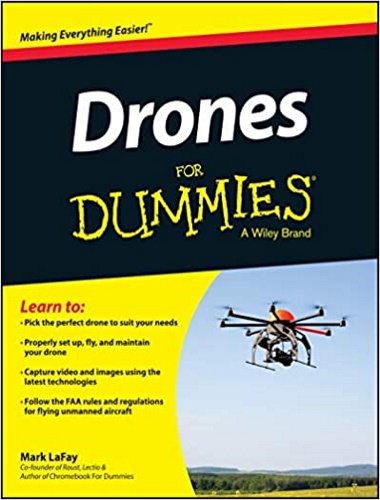 Making Everything Easier!™
Drones
FOR
DUMMIES®
A Wiley Brand
Learn to:
• Pick the perfect drone to suit your needs
• Properly set up, fly, and maintain
your drone
• Capture video and images using the
latest technologies
• Follow the FAA rules and regulations
for flying unmanned aircraft
Mark LaFay
Co-founder of Roust, Lectio &
Author of Chromebook For Dummies